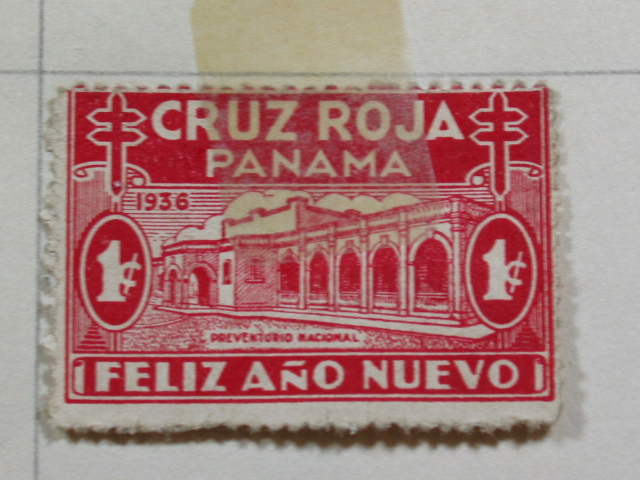 CRUZ ROJA
PANAMA
1936
1¢ 1¢
PREVENTORIO NACIONAL
¡FELIZ AÑO NUEVO!